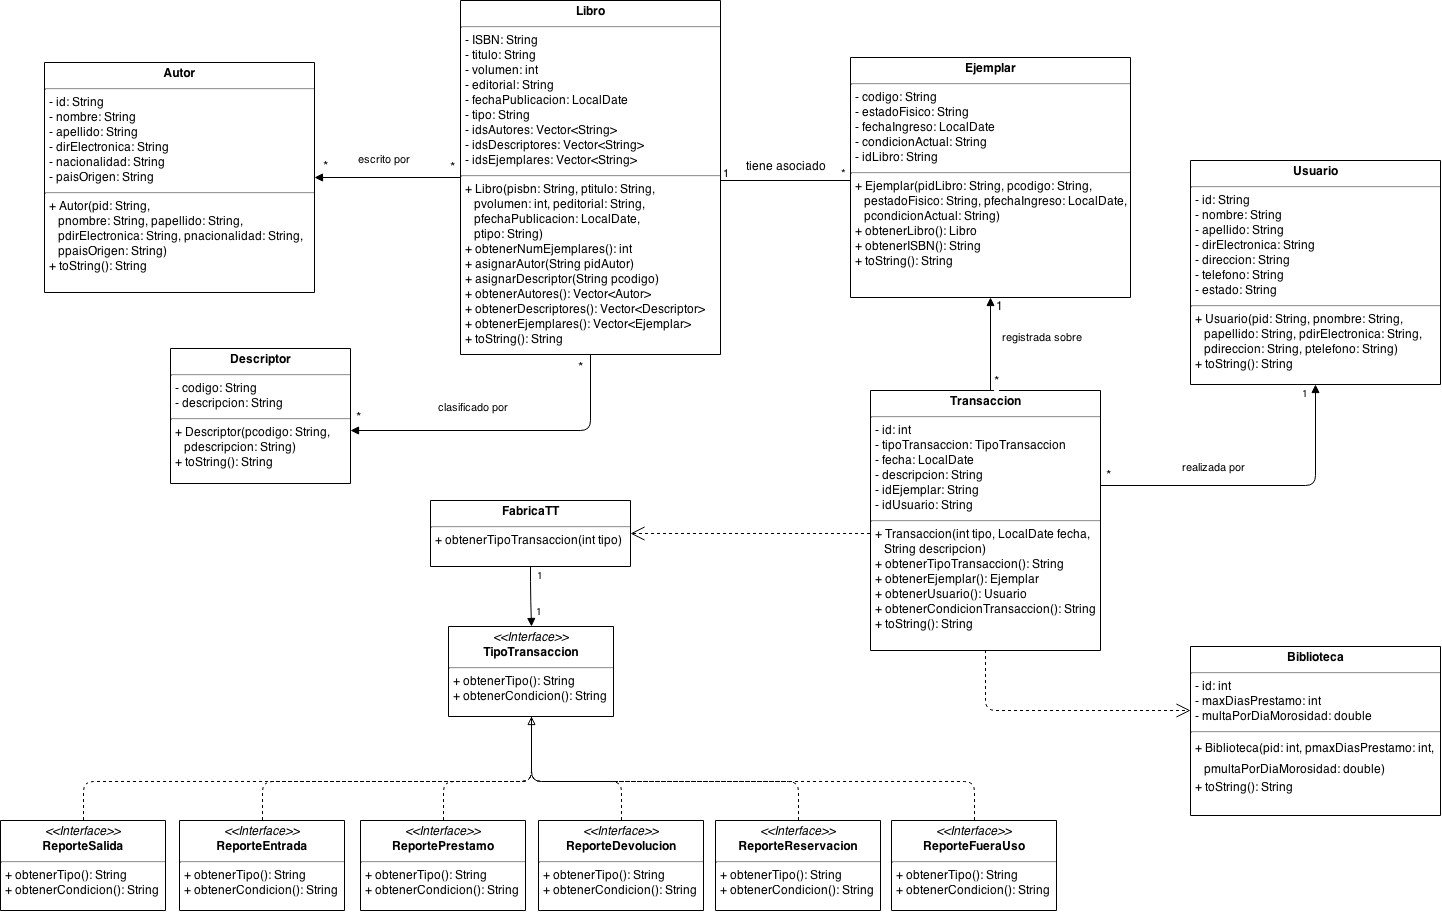 Libro
- ISBN: String
- titulo: String
- volumen: int
- editorial: String
- fechaPublicacion: LocalDate
- tipo: String
- idsAutores: Vector<String>
- idsDescriptores: Vector<String>
- idsEjemplares: Vector<String>
+ Libro(pisbn: String, ptitulo: String,
pvolumen: int, peditorial: String,
pfechaPublicacion: LocalDate,
ptipo: String)
+ obtenerNumEjemplares(): int
+ asignarAutor(String pidAutor)
+ asignarDescriptor(String pcodigo)
+ obtenerAutores(): Vector<Autor>
+ obtenerDescriptores(): Vector<Descriptor>
+ obtenerEjemplares(): Vector<Ejemplar>
+ toString(): String
Autor
- id: String
- nombre: String
- apellido: String
- dirElectronica: String
- nacionalidad: String
- paisOrigen: String
+ Autor(pid: String,
pnombre: String, papellido: String,
pdirElectronica: String, pnacionalidad: String,
ppaisOrigen: String)
+ toString(): String
* escrito por *
Ejemplar
- codigo: String
- estadoFisico: String
- fechaIngreso: LocalDate
- condicionActual: String
- idLibro: String
+ Ejemplar(pidLibro: String, pcodigo: String,
pestadoFisico: String, pfechaIngreso: LocalDate,
pcondicionActual: String)
+ obtenerLibro(): Libro
+ obtenerISBN(): String
+ toString(): String
1 tiene asociado *
Usuario
- id: String
- nombre: String
- apellido: String
- dirElectronica: String
- direccion: String
- telefono: String
- estado: String
+ Usuario(pid: String, pnombre: String,
papellido: String, pdirElectronica: String,
pdireccion: String, ptelefono: String)
+ toString(): String
1
registrada sobre
*
Descriptor
- codigo: String
- descripcion: String
+ Descriptor(pcodigo: String,
pdescripcion: String)
+ toString(): String
*
clasificado por
*
Transaccion
- id: int
- tipoTransaccion: TipoTransaccion
- fecha: LocalDate
- descripcion: String
- idEjemplar: String
- idUsuario: String
+ Transaccion(int tipo, LocalDate fecha,
String descripcion)
+ obtenerTipoTransaccion(): String
+ obtenerEjemplar(): Ejemplar
+ obtenerUsuario(): Usuario
+ obtenerCondicionTransaccion(): String
+ toString(): String
1
realizada por
*
FabricaTT
+ obtenerTipoTransaccion(int tipo)
1
1
<<Interface>>
TipoTransaccion
+ obtenerTipo(): String
+ obtenerCondicion(): String
Biblioteca
- id: int
- maxDiasPrestamo: int
- multaPorDiaMorosidad: double
+ Biblioteca(pid: int, pmaxDiasPrestamo: int,
pmultaPorDiaMorosidad: double)
+ toString(): String
<<Interface>>
ReporteSalida
+ obtenerTipo(): String
+ obtenerCondicion(): String
<<Interface>>
ReporteEntrada
+ obtenerTipo(): String
+ obtenerCondicion(): String
<<Interface>>
ReportePrestamo
+ obtenerTipo(): String
+ obtenerCondicion(): String
<<Interface>>
ReporteDevolucion
+ obtenerTipo(): String
+ obtenerCondicion(): String
<<Interface>>
ReporteReservacion
+ obtenerTipo(): String
+ obtenerCondicion(): String
<<Interface>>
ReporteFueraUso
+ obtenerTipo(): String
+ obtenerCondicion(): String